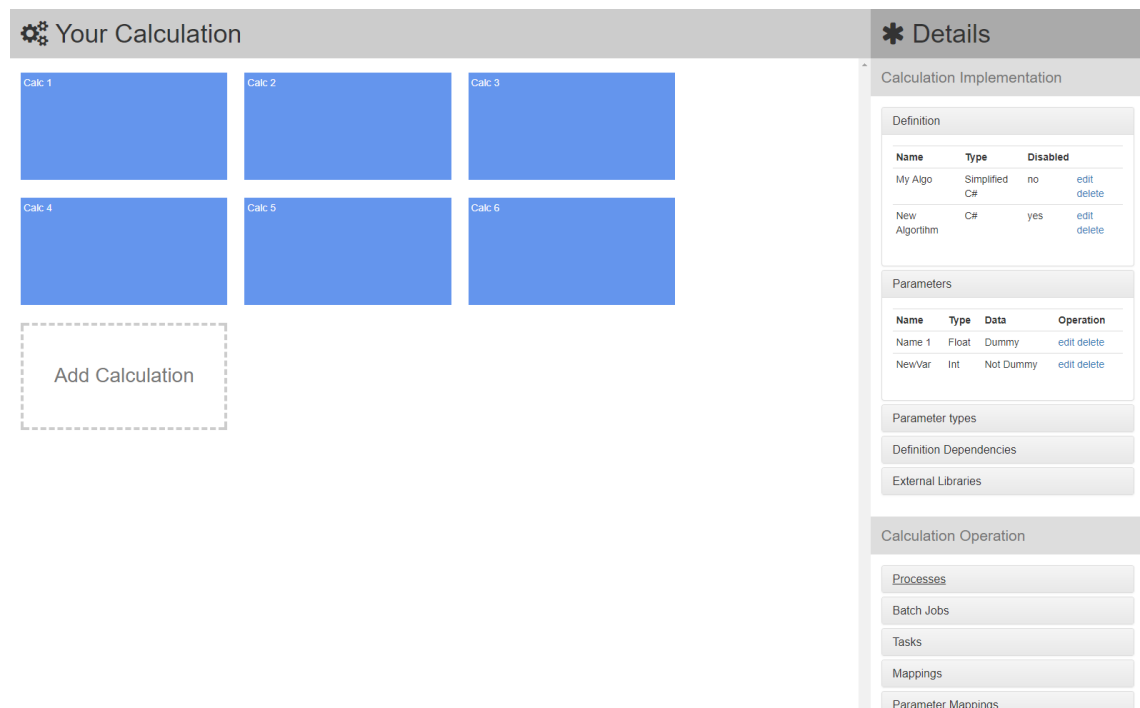 Your Calculation
Calc 1
Calc 2
Calc 3
Calc 4
Calc 5
Calc 6
Add Calculation
Details
Calculation Implementation
Definition
Name Type Disabled
My Algo Simplified no edit
C# delete
New C# yes edit
Algortihm delete
Parameters
Name Type Data Operation
Name 1 Float Dummy edit delete
NewVar Int Not Dummy edit delete
Parameter types
Definition Dependencies
External Libraries
Calculation Operation
Processes
Batch Jobs
Tasks
Mappings
Parameter Mappings